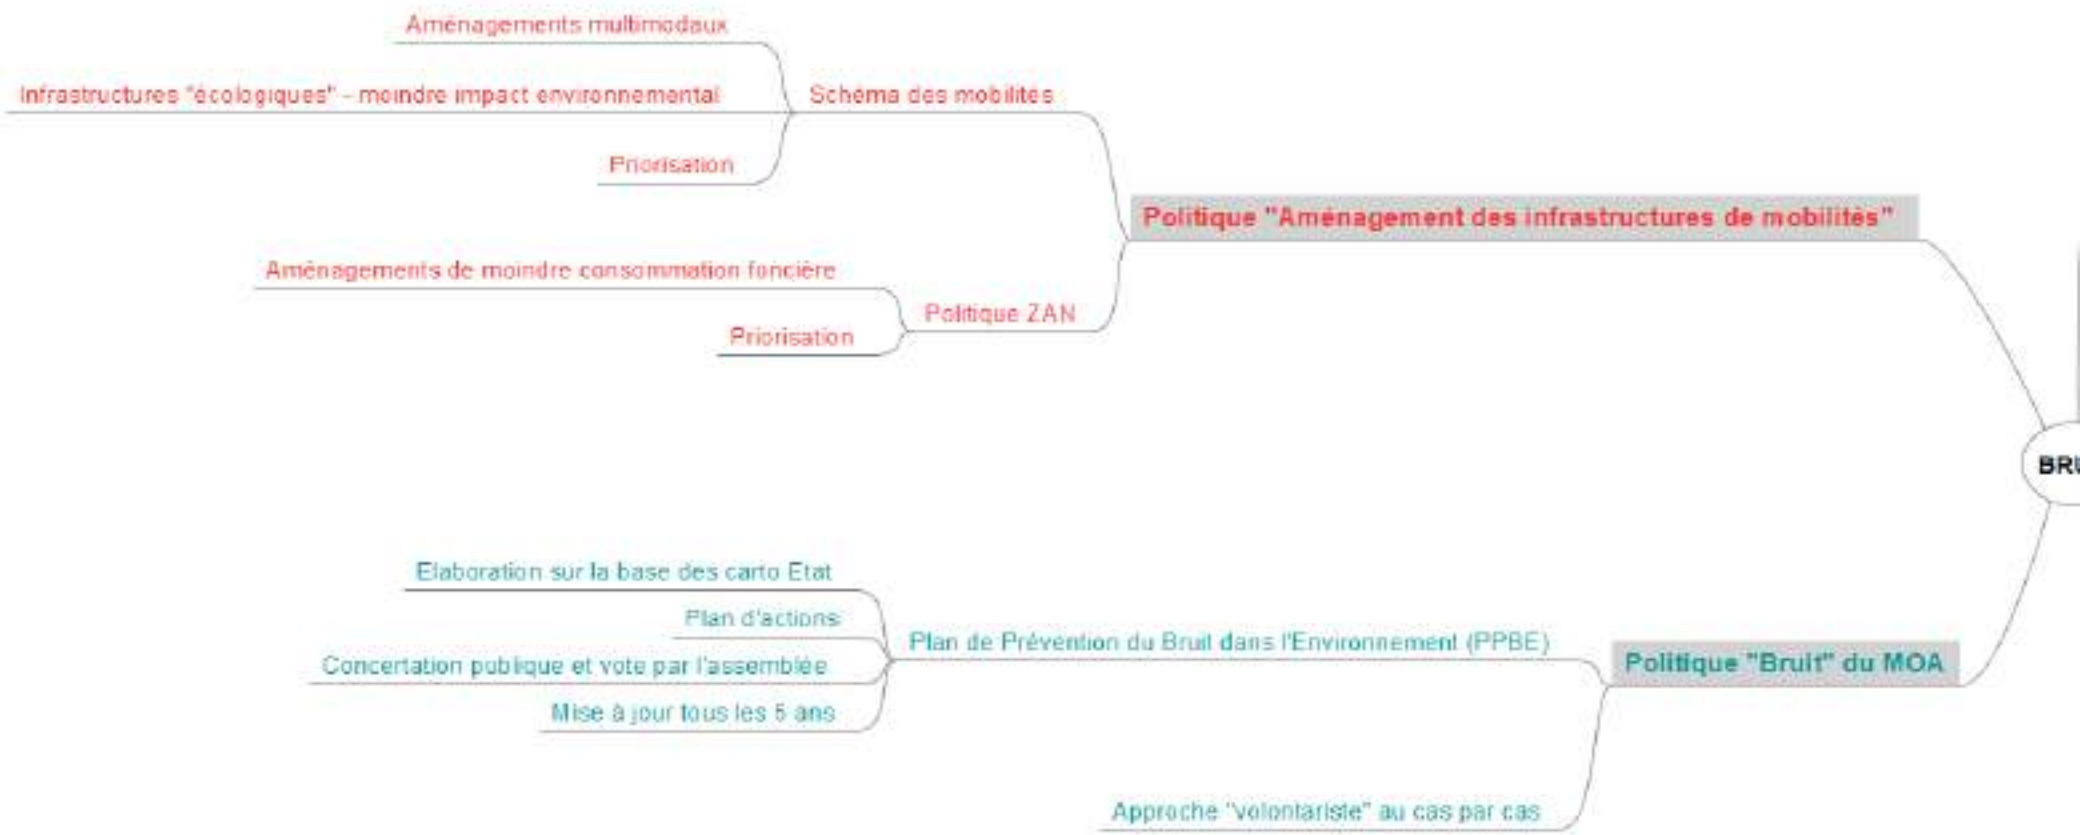 Aménagements multimodaux
Infrastructures "écologiques" - moindre impact environnemental
Schéma des mobilités
Priorisation
Politique "Aménagement des infrastructures de mobilités"
Aménagements de moindre consommation foncière
Politique ZAN
Priorisation
BRU
Elaboration sur la base des carto Etat
Plan d'actions
Plan de Prévention du Bruit dans l'Environnement (PPBE)
Concertation publique et vote par l'assemblée
Politique "Bruit" du MOA
Mise à jour tous les 5 ans
Approche "volontariste" au cas par cas